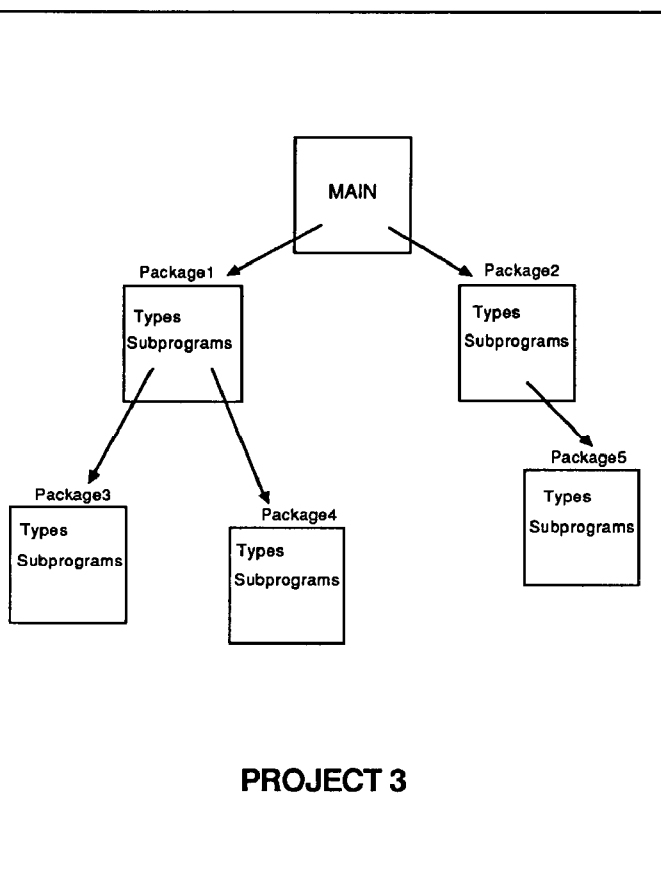 MAIN
Package1
Package2
Types
Subprograms
Types
Subprograms
Package3
Package4
Package5
Types
Subprograms
Types
Subprograms
Types
Subprograms
PROJECT 3